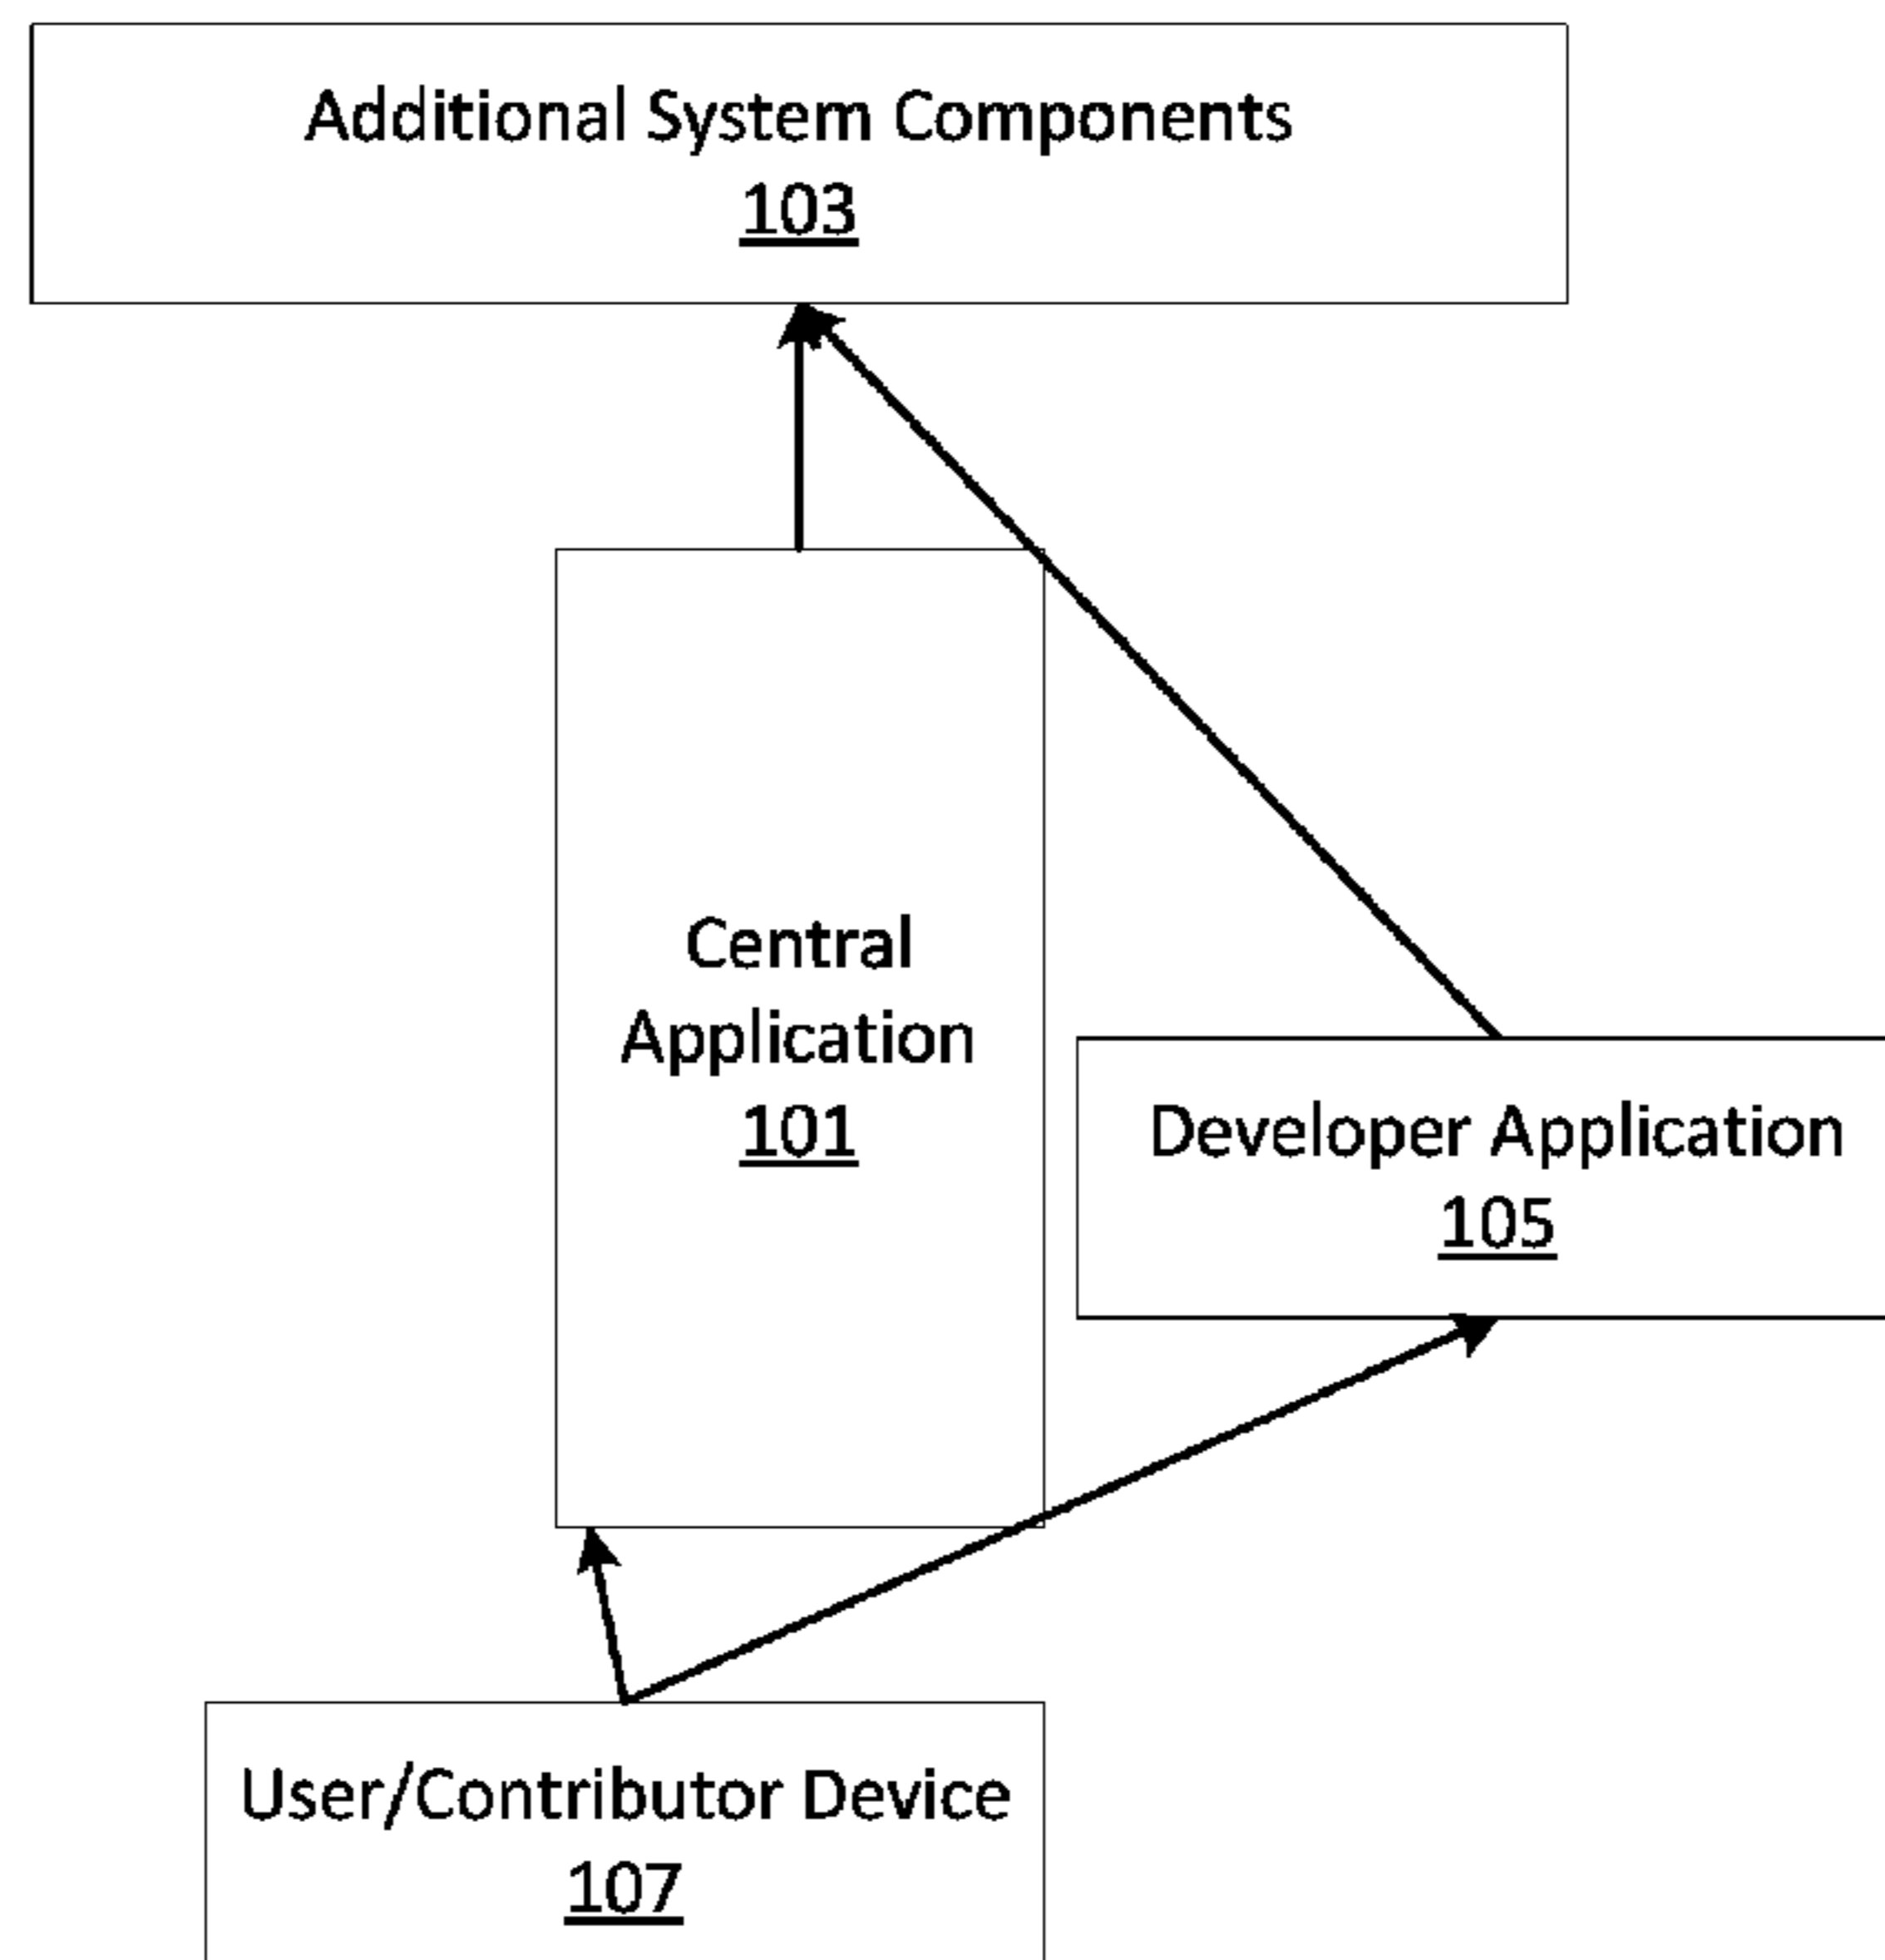 Additional System Components
103
Central
Application
101
Developer Application
105
User/Contributor Device
107